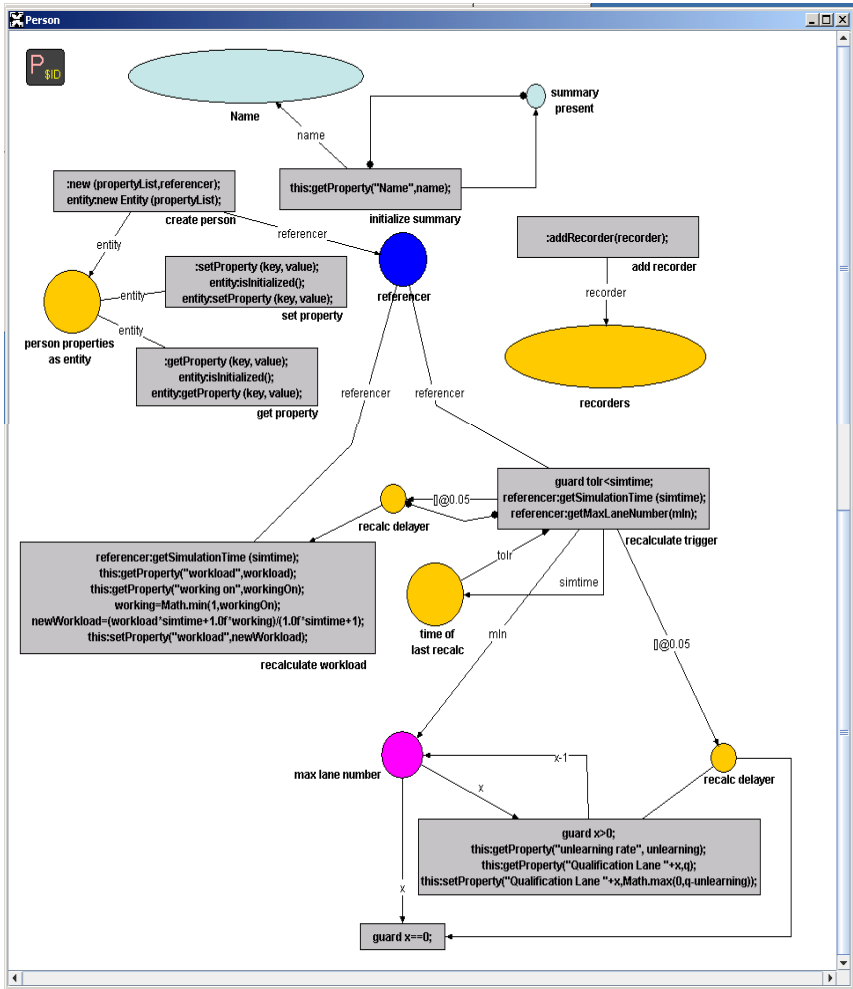 Person
P $ID
Name
summary
present
name
this:getProperty("Name",name);
initialize summary
:new (propertyList,referencer);
entity:new Entity (propertyList);
create person
entity
referencer
:addRecorder(recorder);
add recorder
:setProperty (key, value);
entity:isInitialized();
entity:setProperty (key, value);
set property
entity
referencer
recorder
person properties
as entity
entity
:getProperty (key, value);
entity:isInitialized();
entity:getProperty (key, value);
get property
recorders
referencer
referencer
guard tolr<simtime;
referencer:getSimulationTime (simtime);
referencer:getMaxLaneNumber(mln);
recalculate trigger
[]@0.05
recalc delayer
referencer:getSimulationTime (simtime);
this:getProperty("workload",workload);
this:getProperty("working on",workingOn);
working=Math.min(1,workingOn);
newWorkload=(workload*simtime+1.0f*working)/(1.0f*simtime+1);
this:setProperty("workload",newWorkload);
recalculate workload
tolr
simtime
time of
last recalc
mln
[]@0.05
max lane number
x-1
recalc delayer
x
guard x>0;
this:getProperty("unlearning rate", unlearning);
this:getProperty("Qualification Lane "+x,q);
this:setProperty("Qualification Lane "+x,Math.max(0,q-unlearning));
x
guard x==0;